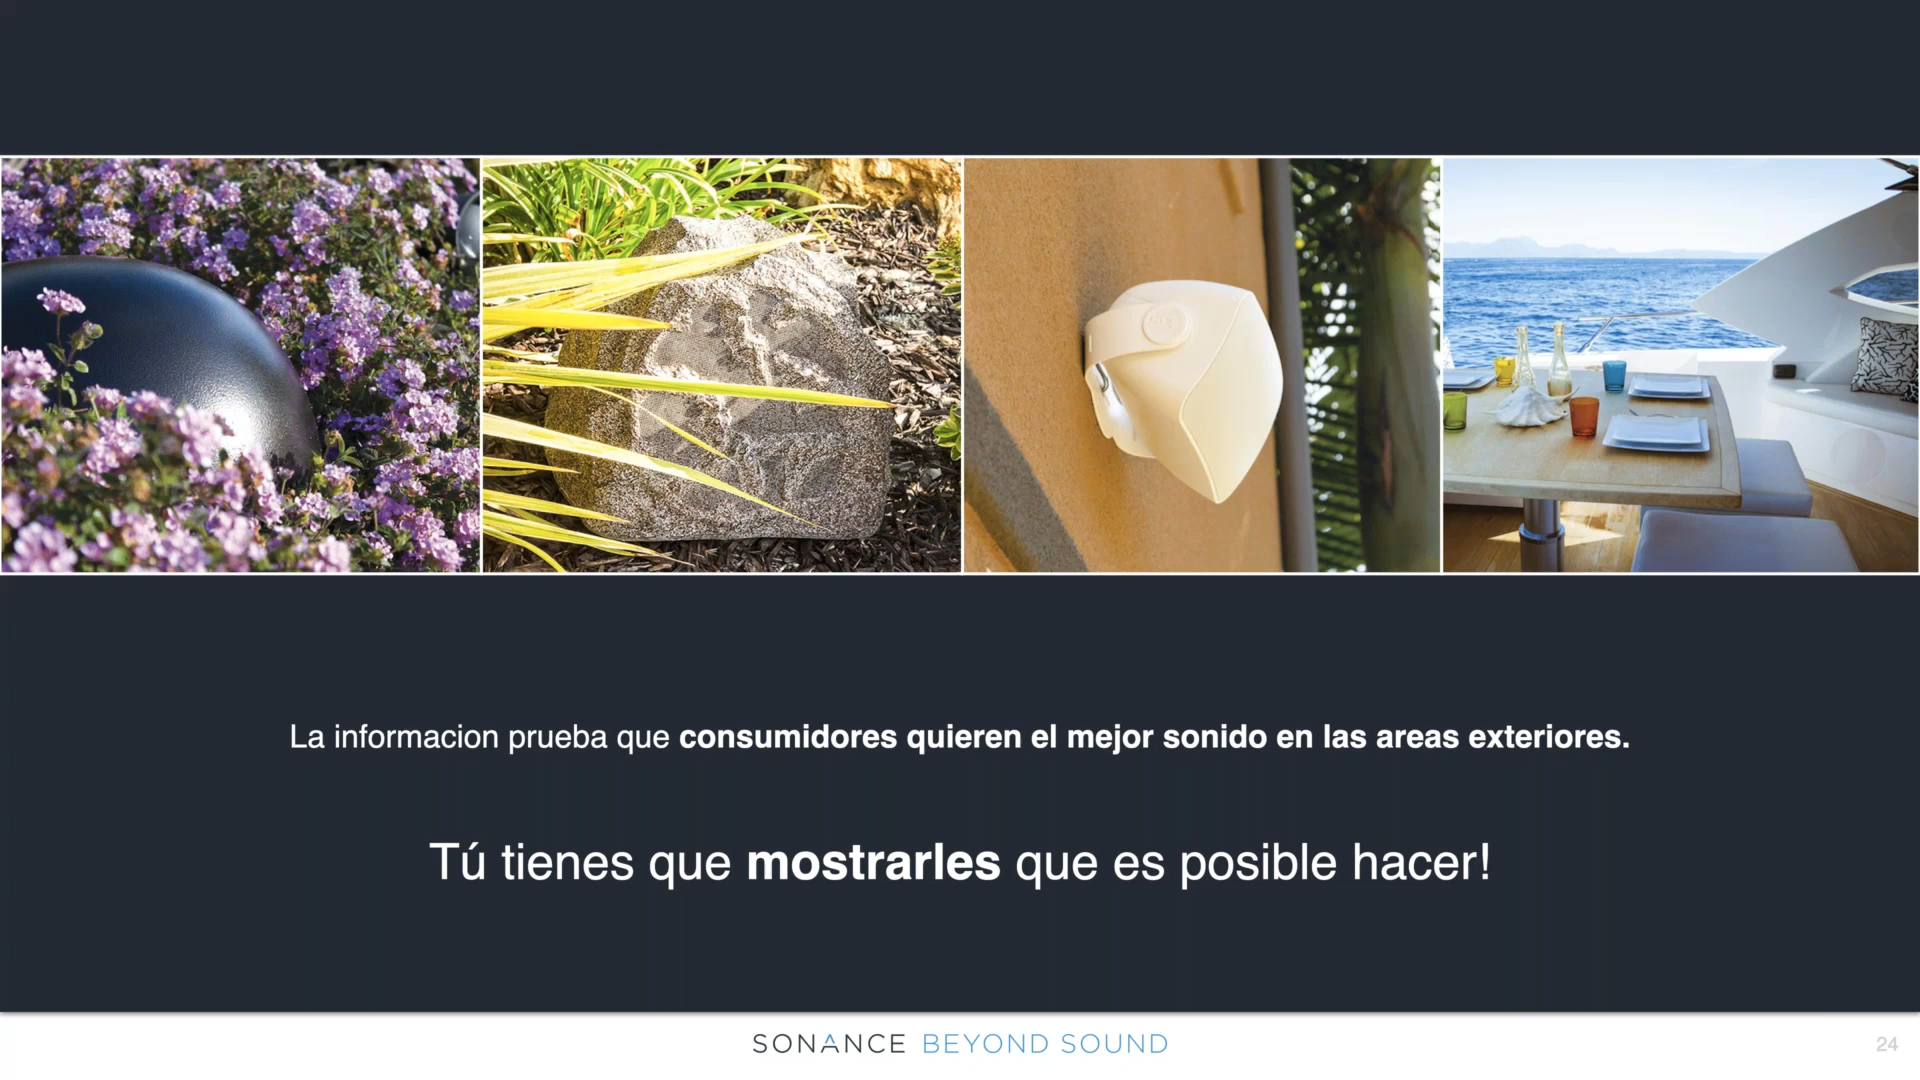 La informacion prueba que consumidores quieren el mejor sonido en las areas exteriores.
Tú tienes que mostrarles que es posible hacer!
SONANCE BEYOND SOUND
24